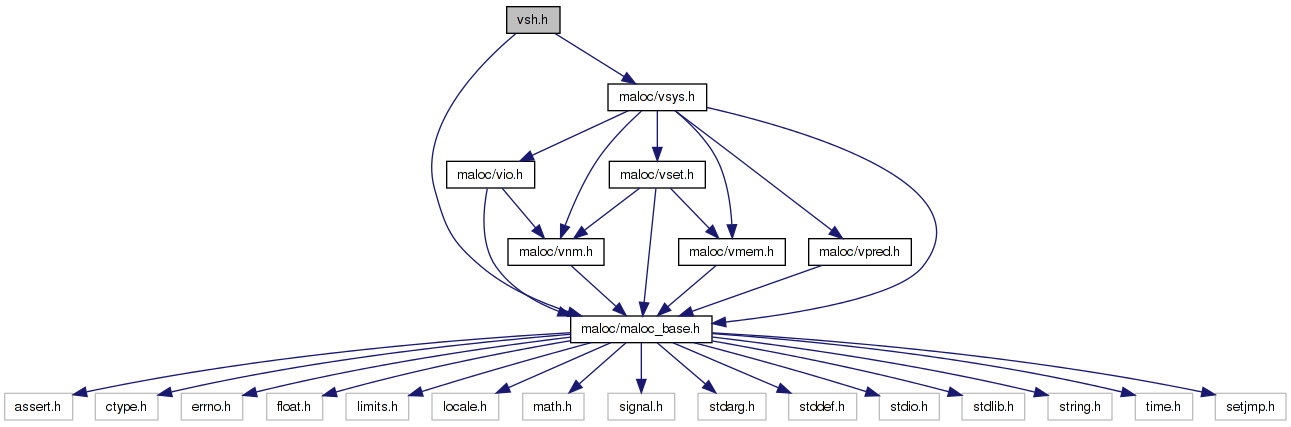 vsh.h
maloc/vsys.h
maloc/vio.h
maloc/vset.h
maloc/vnm.h
maloc/vmem.h
maloc/vpred.h
maloc/maloc_base.h
assert.h
ctype.h
errno.h
float.h
limits.h
locale.h
math.h
signal.h
stdarg.h
stddef.h
stdio.h
stdlib.h
string.h
time.h
setjmp.h